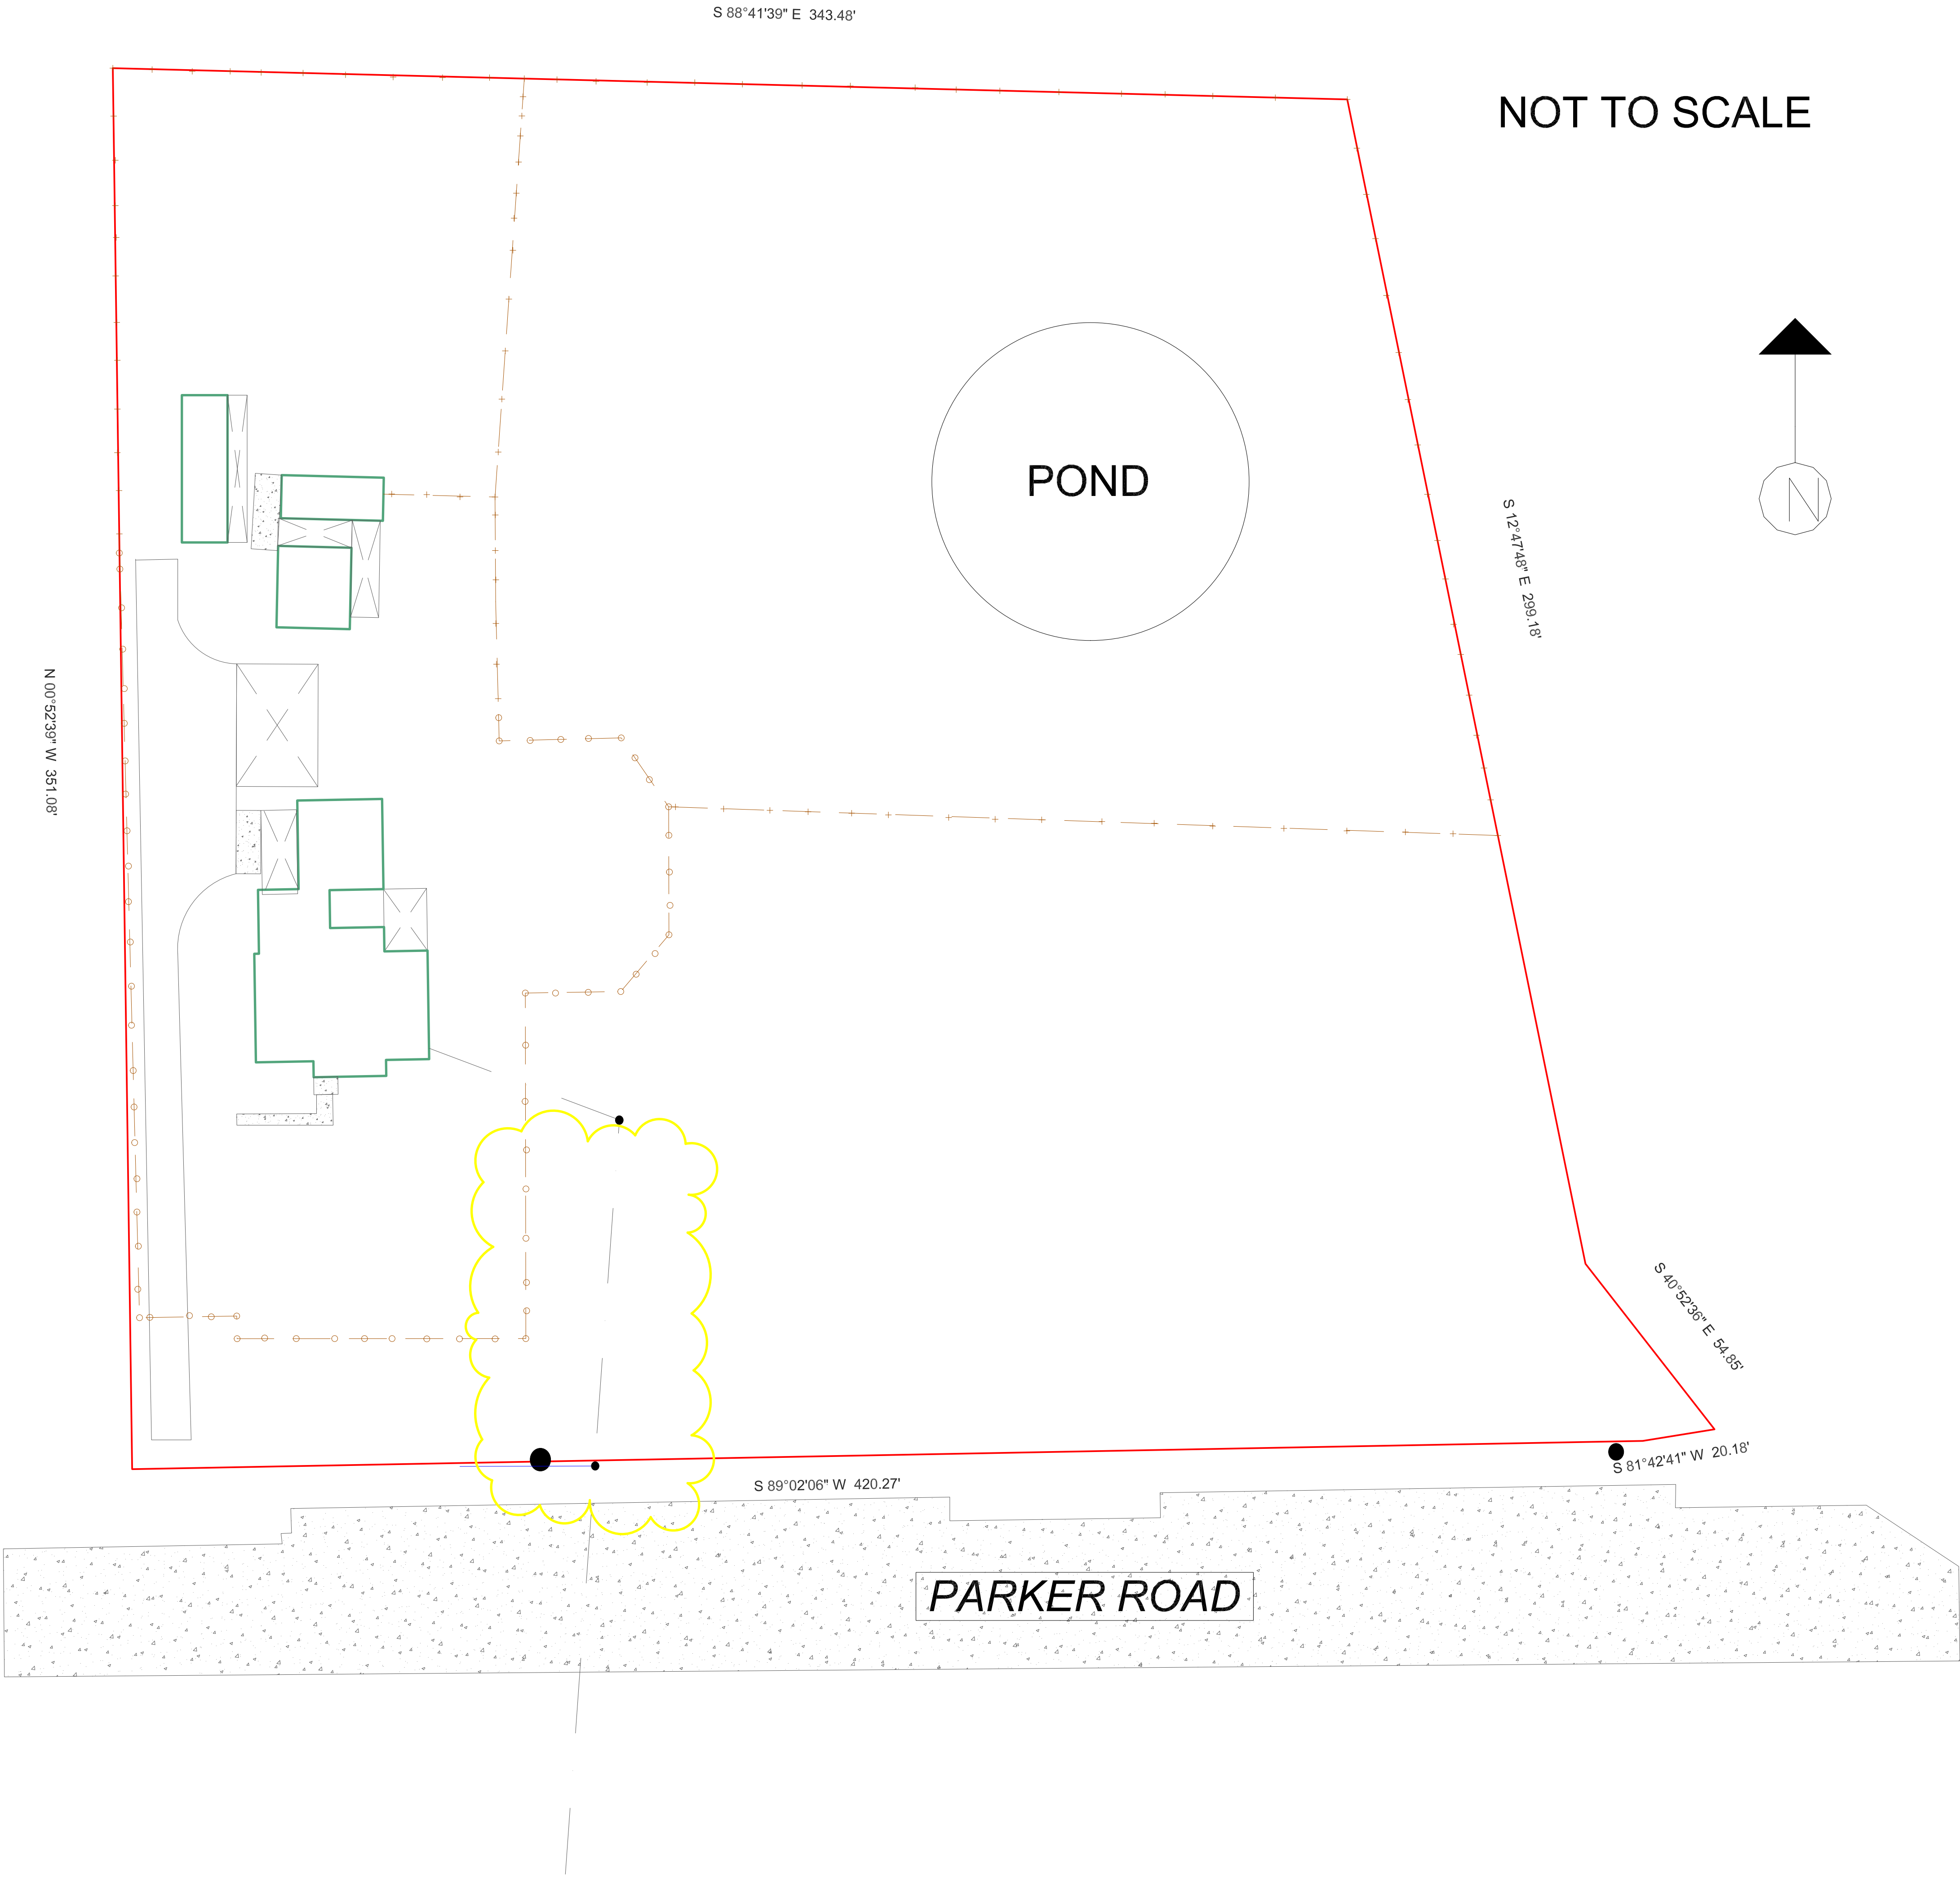 S 88°41'39" E 343.48'
NOT TO SCALE
N
POND
S 12°47'48" E 299.18'
N 00°52'39" W 351.08'
S 40°52'36" E 54.85'
S 81°42'41" W 20.18'
S 89°02'06" W 420.27'
PARKER ROAD